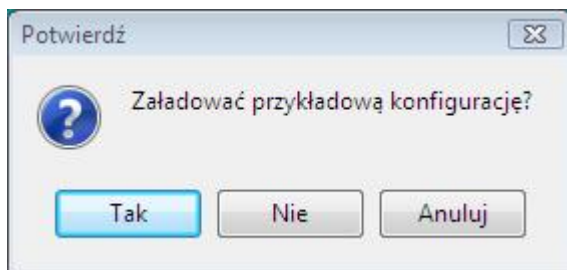 Potwierdź
Załadować przykładową konfigurację?
Tak
Nie
Anuluj